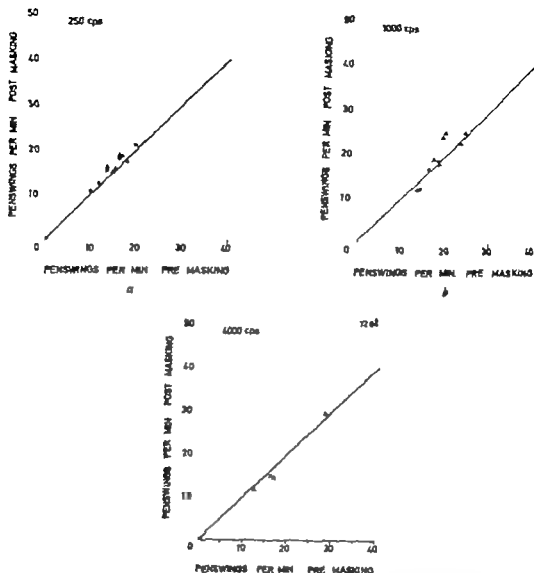 50
250 cps
40
30
20
10
0
10 20 30 40
PENSWINGS PER MIN POST MASKING
PENSWINGS PER MIN PRE MASKING
a
50
1000 cps
40
30
20
10
0
10 20 30 40
PENSWINGS PER MIN POST MASKING
PENSWINGS PER MIN. PRE MASKING
b
50
4000 cps
40
30
20
10
0
10 20 30 40
PENSWINGS PER MIN POST MASKING
PENSWINGS PER MIN PRE MASKING